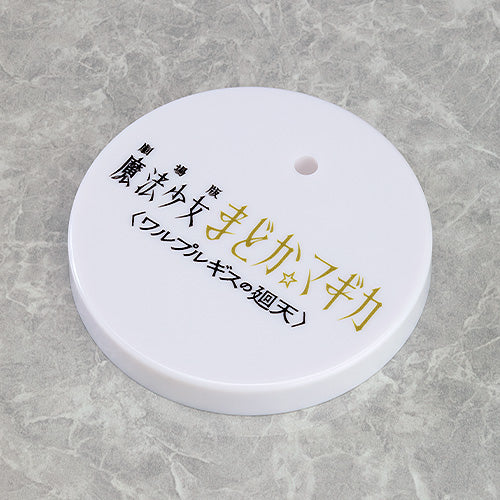 劇場版
魔法少女まどか☆マギカ
〈ワルプルギスの廻天〉